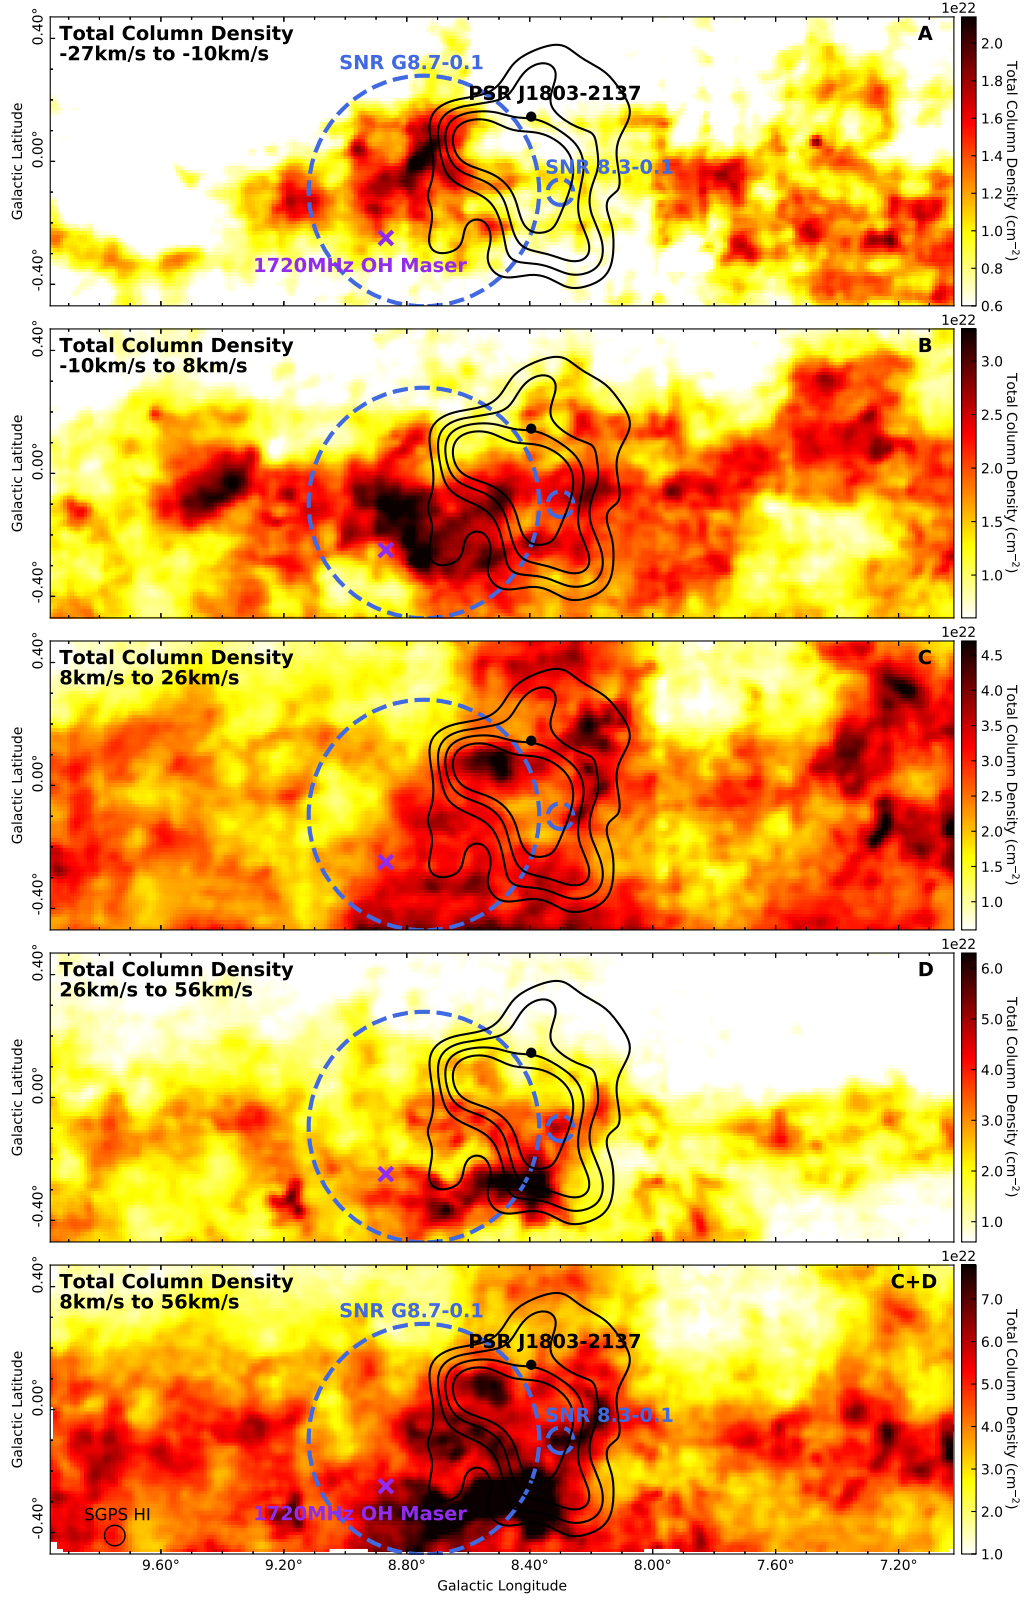 1e22
Total Column Density
-27km/s to -10km/s
A
SNR G8.7-0.1
PSR J1803-2137
SNR 8.3-0.1
1720MHz OH Maser
0.40°
0.00°
-0.40°
Galactic Latitude
2.0
1.8
1.6
1.4
1.2
1.0
0.8
0.6
Total Column Density (cm⁻²)
1e22
Total Column Density
-10km/s to 8km/s
B
0.40°
0.00°
-0.40°
Galactic Latitude
3.0
2.5
2.0
1.5
1.0
Total Column Density (cm⁻²)
1e22
Total Column Density
8km/s to 26km/s
C
0.40°
0.00°
-0.40°
Galactic Latitude
4.5
4.0
3.5
3.0
2.5
2.0
1.5
1.0
Total Column Density (cm⁻²)
1e22
Total Column Density
26km/s to 56km/s
D
0.40°
0.00°
-0.40°
Galactic Latitude
6.0
5.0
4.0
3.0
2.0
1.0
Total Column Density (cm⁻²)
1e22
Total Column Density
8km/s to 56km/s
C+D
SNR G8.7-0.1
PSR J1803-2137
SNR 8.3-0.1
1720MHz OH Maser
SGPS HI
0.40°
0.00°
-0.40°
Galactic Latitude
7.0
6.0
5.0
4.0
3.0
2.0
1.0
Total Column Density (cm⁻²)
9.60° 9.20° 8.80° 8.40° 8.00° 7.60° 7.20°
Galactic Longitude